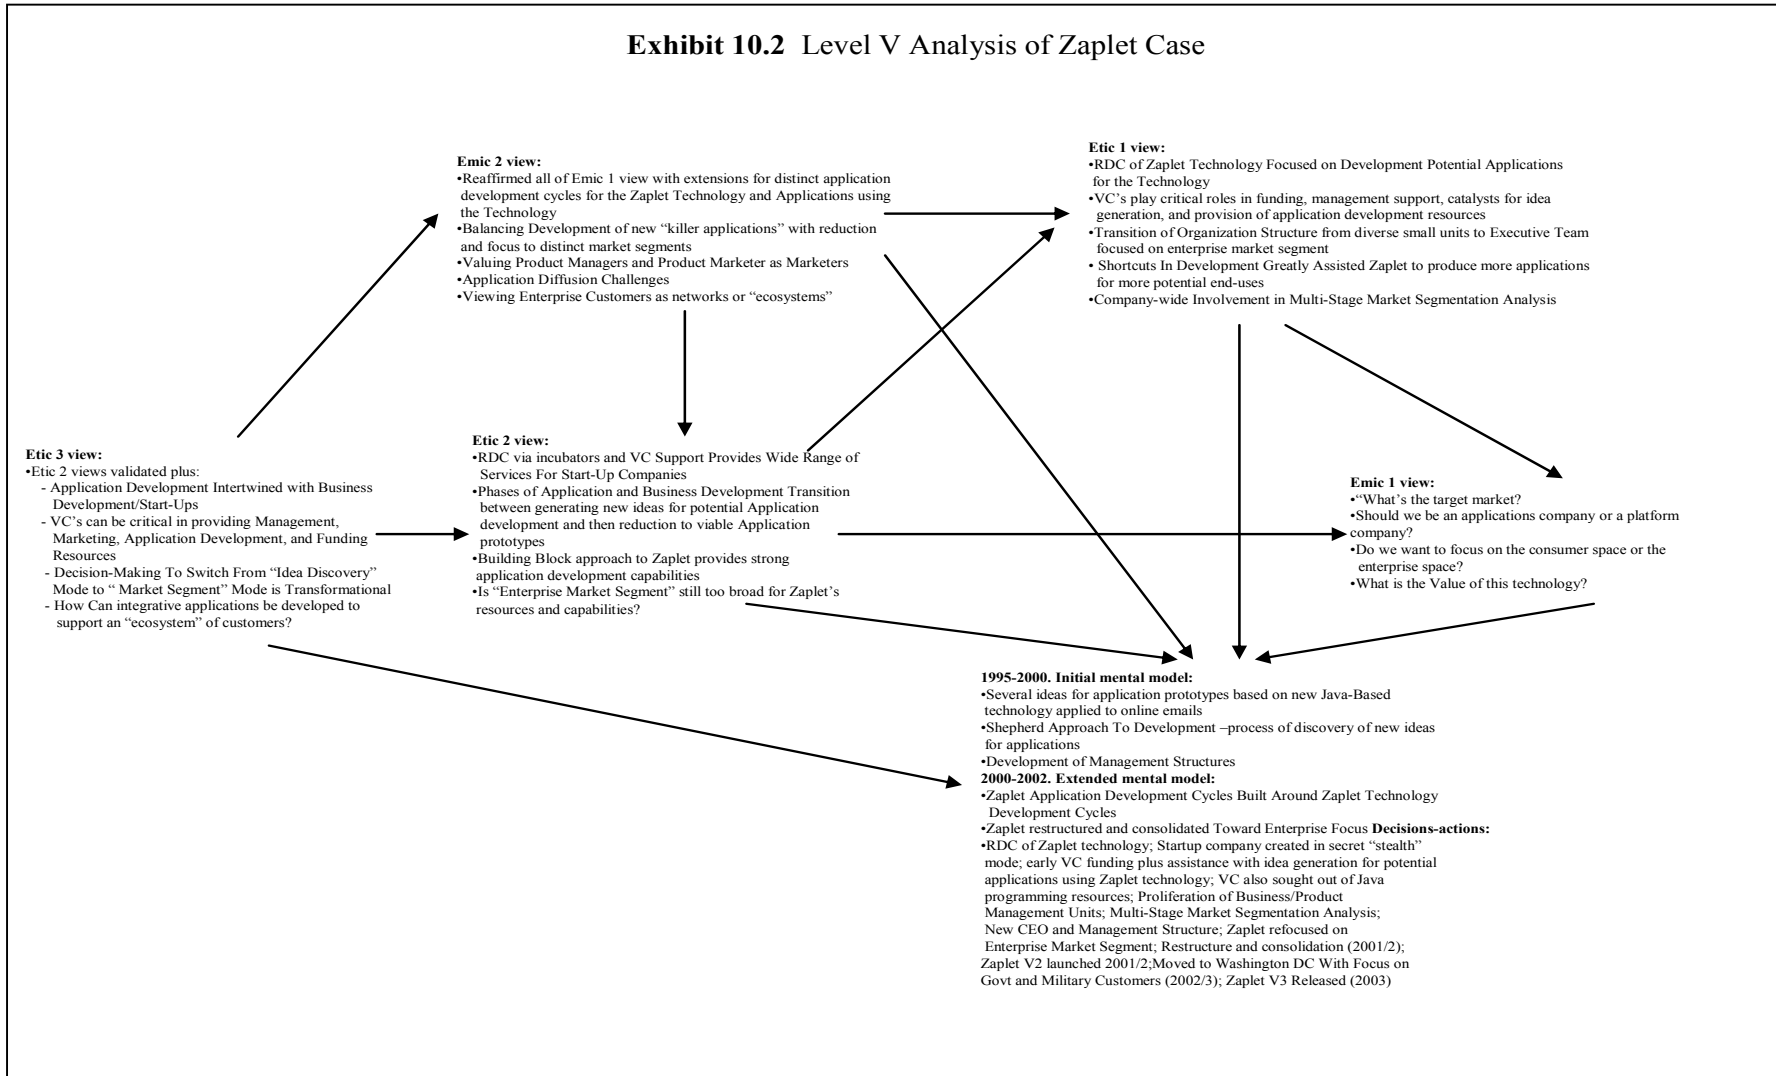 Exhibit 10.2 Level V Analysis of Zaplet Case
Emic 2 view:
•Reaffirmed all of Emic 1 view with extensions for distinct application
development cycles for the Zaplet Technology and Applications using
the Technology
•Balancing Development of new “killer applications” with reduction
and focus to distinct market segments
•Valuing Product Managers and Product Marketer as Marketers
•Application Diffusion Challenges
•Viewing Enterprise Customers as networks or “ecosystems”
Etic 1 view:
•RDC of Zaplet Technology Focused on Development Potential Applications
for the Technology
•VC’s play critical roles in funding, management support, catalysts for idea
generation, and provision of application development resources
•Transition of Organization Structure from diverse small units to Executive Team
focused on enterprise market segment
• Shortcuts In Development Greatly Assisted Zaplet to produce more applications
for more potential end-uses
•Company-wide Involvement in Multi-Stage Market Segmentation Analysis
Etic 3 view:
•Etic 2 views validated plus:
- Application Development Intertwined with Business
Development/Start-Ups
- VC’s can be critical in providing Management,
Marketing, Application Development, and Funding
Resources
- Decision-Making To Switch From “Idea Discovery”
Mode to “ Market Segment” Mode is Transformational
- How Can integrative applications be developed to
support an “ecosystem” of customers?
Etic 2 view:
•RDC via incubators and VC Support Provides Wide Range of
Services For Start-Up Companies
•Phases of Application and Business Development Transition
between generating new ideas for potential Application
development and then reduction to viable Application
prototypes
•Building Block approach to Zaplet provides strong
application development capabilities
•Is “Enterprise Market Segment” still too broad for Zaplet’s
resources and capabilities?
Emic 1 view:
•“What’s the target market?
•Should we be an applications company or a platform
company?
•Do we want to focus on the consumer space or the
enterprise space?
•What is the Value of this technology?
1995-2000. Initial mental model:
•Several ideas for application prototypes based on new Java-Based
technology applied to online emails
•Shepherd Approach To Development –process of discovery of new ideas
for applications
•Development of Management Structures
2000-2002. Extended mental model:
•Zaplet Application Development Cycles Built Around Zaplet Technology
Development Cycles
•Zaplet restructured and consolidated Toward Enterprise Focus Decisions-actions:
•RDC of Zaplet technology; Startup company created in secret “stealth”
mode; early VC funding plus assistance with idea generation for potential
applications using Zaplet technology; VC also sought out of Java
programming resources; Proliferation of Business/Product
Management Units; Multi-Stage Market Segmentation Analysis;
New CEO and Management Structure; Zaplet refocused on
Enterprise Market Segment; Restructure and consolidation (2001/2);
Zaplet V2 launched 2001/2;Moved to Washington DC With Focus on
Govt and Military Customers (2002/3); Zaplet V3 Released (2003)